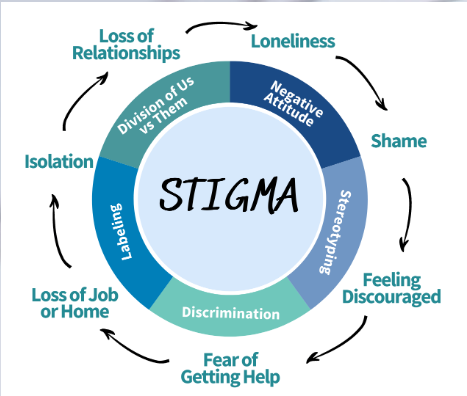 Loss of
Relationships
Loneliness
Shame
Feeling
Discouraged
Fear of
Getting Help
Loss of Job
or Home
Isolation
Division of Us
vs Them
Negative
Attitude
Stereotyping
Discrimination
Labeling
STIGMA